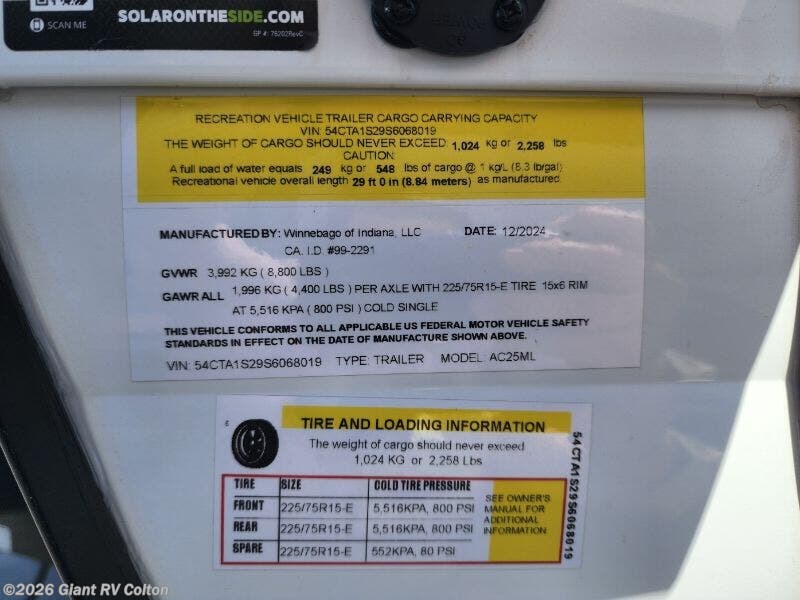 SCAN ME
SOLARONTHESIDE.COM
GP #: 76202RevC
RECREATION VEHICLE TRAILER CARGO CARRYING CAPACITY
VIN: 54CTA1S29S6068019
THE WEIGHT OF CARGO SHOULD NEVER EXCEED 1,024 kg or 2,258 lbs
CAUTION:
A full load of water equals 249 kg or 548 lbs of cargo @ 1 kg/L (8.3 lb/gal)
Recreational vehicle overall length 29 ft 0 in (8.84 meters) as manufactured.
MANUFACTURED BY: Winnebago of Indiana, LLC DATE: 12/2024
CA. I.D. #99-2291
GVWR 3,992 KG ( 8,800 LBS )
GAWR ALL 1,996 KG ( 4,400 LBS ) PER AXLE WITH 225/75R15-E TIRE 15x6 RIM
AT 5,516 KPA ( 800 PSI ) COLD SINGLE
THIS VEHICLE CONFORMS TO ALL APPLICABLE US FEDERAL MOTOR VEHICLE SAFETY
STANDARDS IN EFFECT ON THE DATE OF MANUFACTURE SHOWN ABOVE.
VIN: 54CTA1S29S6068019 TYPE: TRAILER MODEL: AC25ML
6
TIRE AND LOADING INFORMATION
The weight of cargo should never exceed
1,024 KG or 2,258 Lbs
TIRE SIZE COLD TIRE PRESSURE
FRONT 225/75R15-E 5,516KPA, 800 PSI
REAR 225/75R15-E 5,516KPA, 800 PSI
SPARE 225/75R15-E 552KPA, 80 PSI
SEE OWNER'S
MANUAL FOR
ADDITIONAL
INFORMATION
54CTA1S29S6068019
©2026 Giant RV Colton